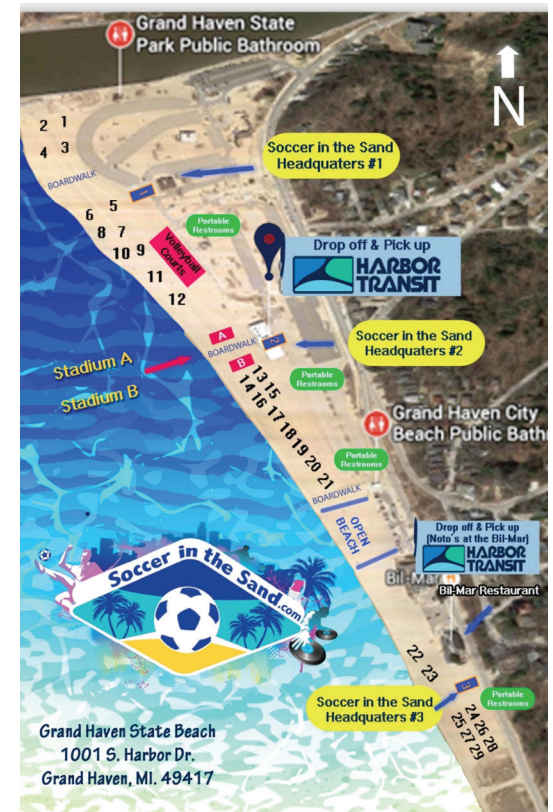 Grand Haven State
Park Public Bathroom
N
2 1
4 3
BOARDWALK
1
Soccer in the Sand
Headquaters #1
5
6
8 7
10 9
11
12
Volleyball
Courts
Portable
Restrooms
Drop off & Pick up
HARBOR
TRANSIT
A
BOARDWALK
2
B
Soccer in the Sand
Headquaters #2
Stadium A
Stadium B
13 15
14 16
17
18
19
20
21
Portable
Restrooms
Grand Haven City
Beach Public Bathr
Portable
Restrooms
BOARDWALK
OPEN
BEACH
Drop off & Pick up
(Noto's at the Bil-Mar)
HARBOR
TRANSIT
Bil-Mar
Bil-Mar Restaurant
Soccer in the Sand.com
22
23
3
Portable
Restrooms
Soccer in the Sand
Headquaters #3
24 26 28
25 27 29
Grand Haven State Beach
1001 S. Harbor Dr.
Grand Haven, MI. 49417